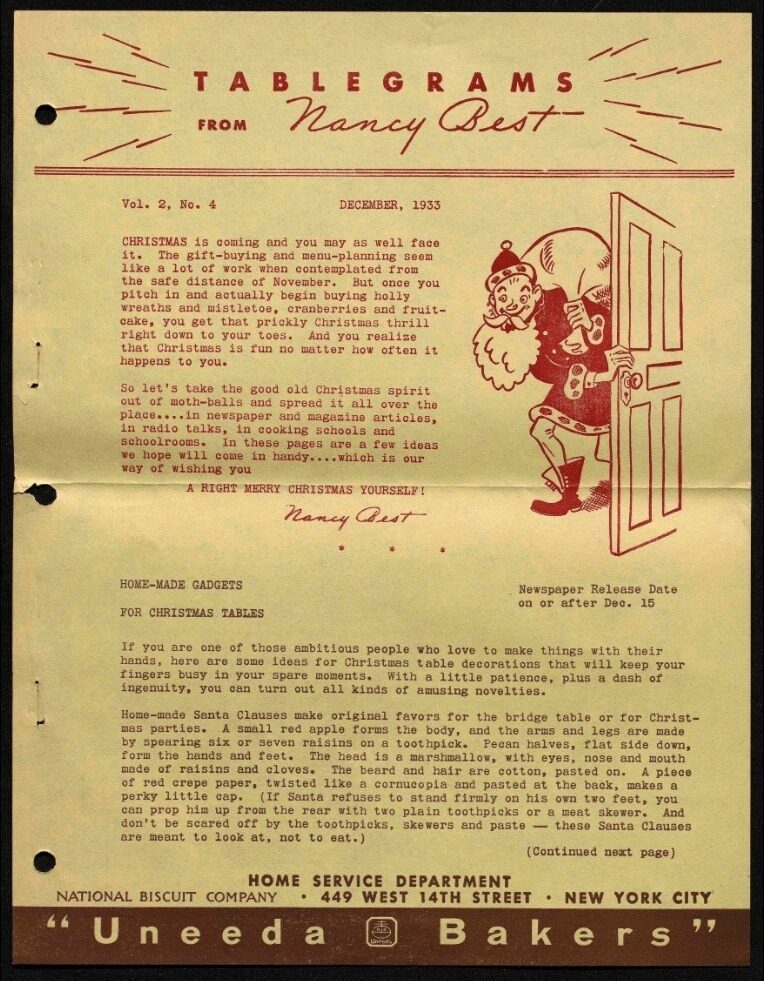 TABLEGRAMS
FROM Nancy Best
Vol. 2, No. 4 DECEMBER, 1933
CHRISTMAS is coming and you may as well face
it. The gift-buying and menu-planning seem
like a lot of work when contemplated from
the safe distance of November. But once you
pitch in and actually begin buying holly
wreaths and mistletoe, cranberries and fruit-
cake, you get that prickly Christmas thrill
right down to your toes. And you realize
that Christmas is fun no matter how often it
happens to you.
So let's take the good old Christmas spirit
out of moth-balls and spread it all over the
place....in newspaper and magazine articles,
in radio talks, in cooking schools and
schoolrooms. In these pages are a few ideas
we hope will come in handy....which is our
way of wishing you
A RIGHT MERRY CHRISTMAS YOURSELF!
Nancy Best
* * *
HOME-MADE GADGETS
FOR CHRISTMAS TABLES
Newspaper Release Date
on or after Dec. 15
If you are one of those ambitious people who love to make things with their
hands, here are some ideas for Christmas table decorations that will keep your
fingers busy in your spare moments. With a little patience, plus a dash of
ingenuity, you can turn out all kinds of amusing novelties.
Home-made Santa Clauses make original favors for the bridge table or for Christ-
mas parties. A small red apple forms the body, and the arms and legs are made
by spearing six or seven raisins on a toothpick. Pecan halves, flat side down,
form the hands and feet. The head is a marshmallow, with eyes, nose and mouth
made of raisins and cloves. The beard and hair are cotton, pasted on. A piece
of red crepe paper, twisted like a cornucopia and pasted at the back, makes a
perky little cap. (If Santa refuses to stand firmly on his own two feet, you
can prop him up from the rear with two plain toothpicks or a meat skewer. And
don't be scared off by the toothpicks, skewers and paste — these Santa Clauses
are meant to look at, not to eat.)
(Continued next page)
HOME SERVICE DEPARTMENT
NATIONAL BISCUIT COMPANY • 449 WEST 14TH STREET • NEW YORK CITY
"Uneeda Uneeda Bakers"